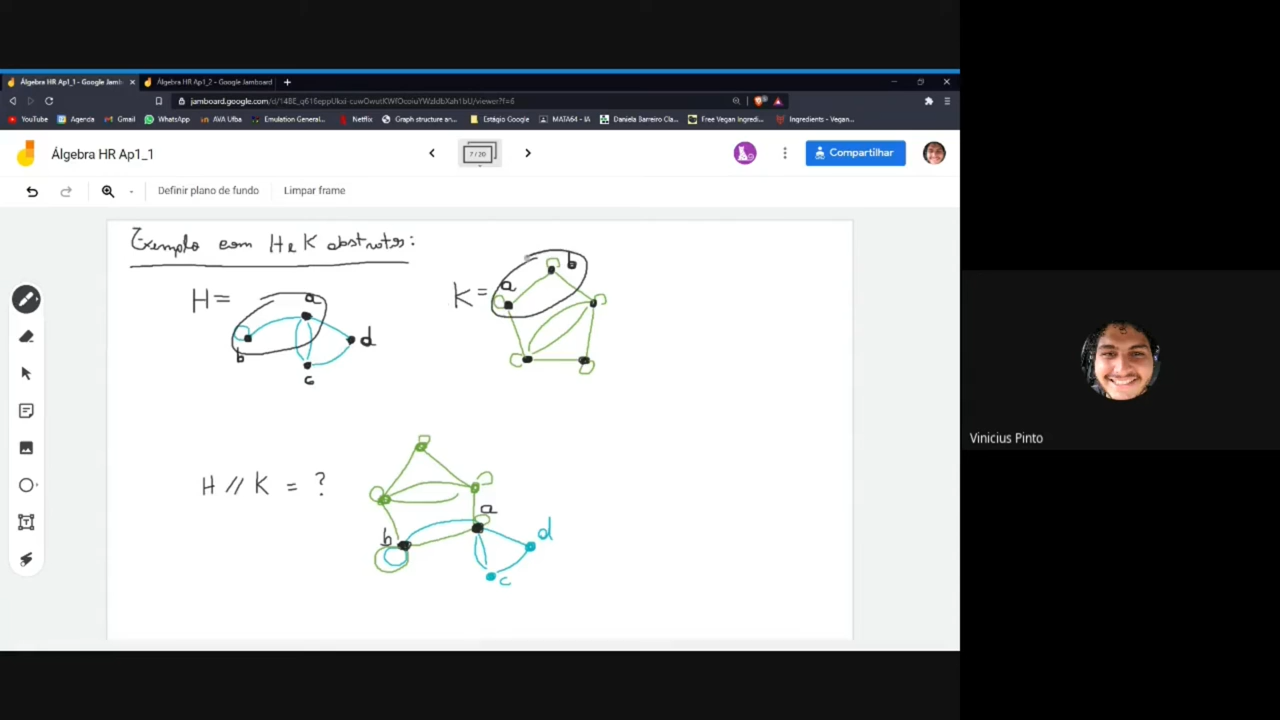 Álgebra HR Ap1_1 - Google Jamb
Álgebra HR Ap1_2 - Google Jamboard
YouTube
Agenda
Gmail
WhatsApp
AVA Ufba
Emulation General...
Netflix
Graph structure an...
Estágio Google
MATA64 - IA
Daniela Barreiro Cla...
Free Vegan Ingredi...
Ingredients - Vegan...
Álgebra HR Ap1_1
7 / 20
Compartilhar
Definir plano de fundo
Limpar frame
Exemplo com H e K abstratos:
H =
a
b
c
d
K =
a
b
H // K = ?
a
b
c
d
Vinicius Pinto